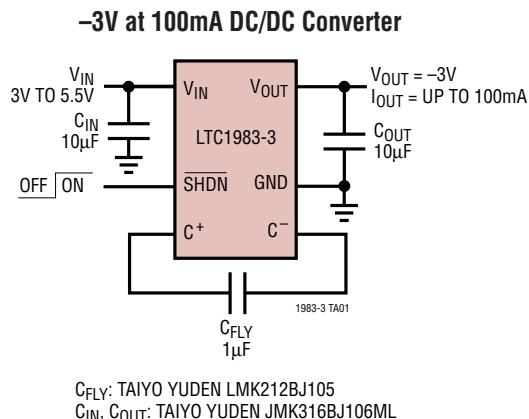 –3V at 100mA DC/DC Converter
VIN
3V TO 5.5V
CIN
10µF
OFF ON
VIN
VOUT
LTC1983-3
SHDN
GND
C+
C–
VOUT = –3V
IOUT = UP TO 100mA
COUT
10µF
CFLY
1µF
1983-3 TA01
CFLY: TAIYO YUDEN LMK212BJ105
CIN, COUT: TAIYO YUDEN JMK316BJ106ML